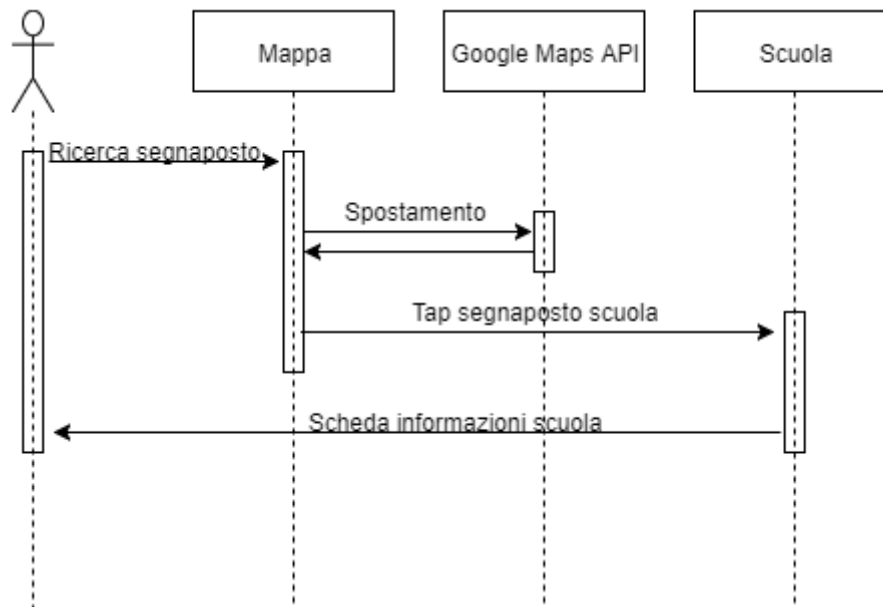 Mappa
Google Maps API
Scuola
Ricerca segnaposto
Spostamento
Tap segnaposto scuola
Scheda informazioni scuola